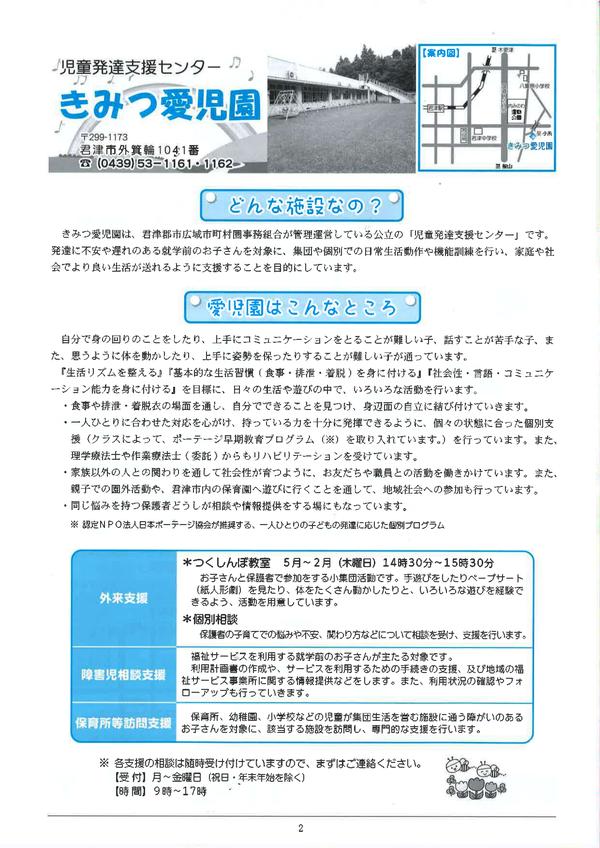 児童発達支援センター
きみつ愛児園
〒299-1173
君津市外箕輪1041番
☎ (0439)53-1161・1162
【案内図】
至 木更津
君津中学校
至 館山
きみつ愛児園
どんな施設なの？
きみつ愛児園は、君津郡市広域市町村圏事務組合が管理運営している公立の「児童発達支援センター」です。
発達に不安や遅れのある就学前のお子さんを対象に、集団や個別での日常生活動作や機能訓練を行い、家庭や社
会でより良い生活が送れるように支援することを目的にしています。
愛児園はこんなところ
自分で身の回りのことをしたり、上手にコミュニケーションをとることが難しい子、話すことが苦手な子、ま
た、思うように体を動かしたり、上手に姿勢を保ったりすることが難しい子が通っています。
『生活リズムを整える』『基本的な生活習慣（食事・排泄・着脱）を身に付ける』『社会性・言語・コミュニケ
ーション能力を身に付ける』を目標に、日々の生活や遊びの中で、いろいろな活動を行います。
・食事や排泄・着脱衣の場面を通し、自分でできることを見つけ、身辺面の自立に結び付けていきます。
・一人ひとりに合わせた対応を心がけ、持っている力を十分に発揮できるように、個々の状態に合った個別支
援（クラスによって、ポーテージ早期教育プログラム（※）を取り入れています。）を行っています。また、
理学療法士や作業療法士（委託）からもリハビリテーションを受けています。
・家族以外の人との関わりを通して社会性が育つように、お友だちや職員との活動を働きかけています。また、
親子での園外活動や、君津市内の保育園へ遊びに行くことを通して、地域社会への参加も行っています。
・同じ悩みを持つ保護者どうしが相談や情報提供をする場にもなっています。
※ 認定NPO法人日本ポーテージ協会が推奨する、一人ひとりの子どもの発達に応じた個別プログラム
外来支援
＊つくしんぼ教室 5月～2月（木曜日）14時30分～15時30分
お子さんと保護者で参加をする小集団活動です。手遊びをしたりペープサート
（紙人形劇）を見たり、体をたくさん動かしたりと、いろいろな遊びを経験で
きるよう、活動を用意しています。
＊個別相談
保護者の子育てでの悩みや不安、関わり方などについて相談を受け、支援を行います。
障害児相談支援
福祉サービスを利用する就学前のお子さんが主たる対象です。
利用計画書の作成や、サービスを利用するための手続きの支援、及び地域の福
祉サービス事業所に関する情報提供などをします。また、利用状況の確認やフォ
ローアップも行っていきます。
保育所等訪問支援
保育所、幼稚園、小学校などの児童が集団生活を営む施設に通う障がいのある
お子さんを対象に、該当する施設を訪問し、専門的な支援を行います。
※ 各支援の相談は随時受け付けていますので、まずはご連絡ください。
【受 付】月～金曜日（祝日・年末年始を除く）
【時 間】9時～17時
2